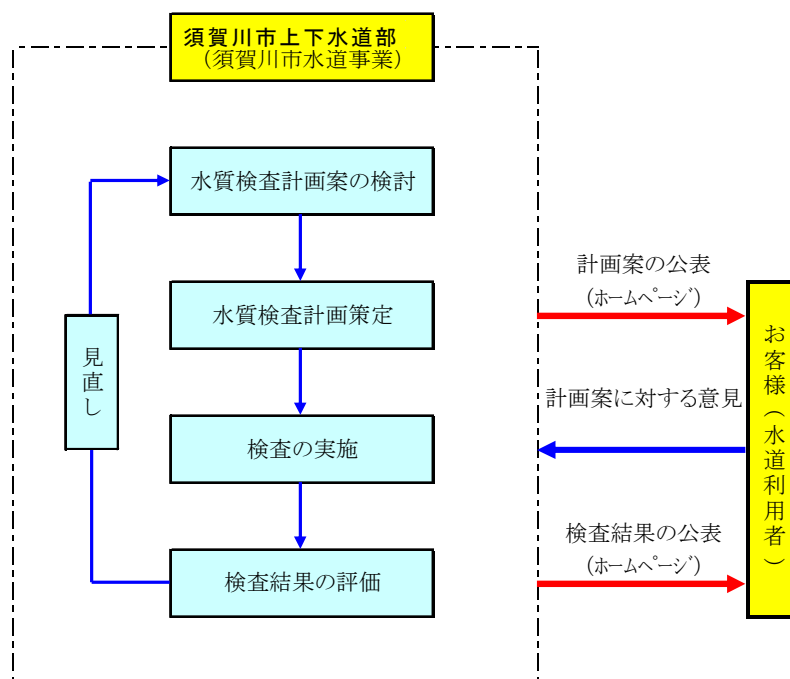 須賀川市上下水道部
（須賀川市水道事業）
水質検査計画案の検討
水質検査計画策定
検査の実施
検査結果の評価
見直し
計画案の公表
(ﾎｰﾑﾍﾟｰｼﾞ)
計画案に対する意見
検査結果の公表
(ﾎｰﾑﾍﾟｰｼﾞ)
お客様（水道利用者）